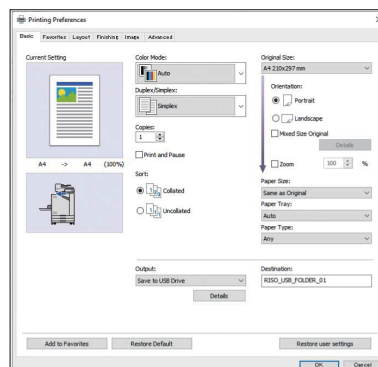 Printing Preferences
Basic Favorites Layout Finishing Image Advanced
Current Setting
A4 -> A4 (100%)
Color Mode:
Auto
Duplex/Simplex:
Simplex
Copies:
1
Print and Pause
Sort:
Collated
Uncollated
Original Size:
A4 210x297 mm
Orientation:
Portrait
Landscape
Mixed Size Original
Details
Zoom 100 %
Paper Size:
Same as Original
Paper Tray:
Auto
Paper Type:
Any
Output:
Save to USB Drive
Details
Destination:
RISO_USB_FOLDER_01
Add to Favorites Restore Default Restore user settings
OK Cancel